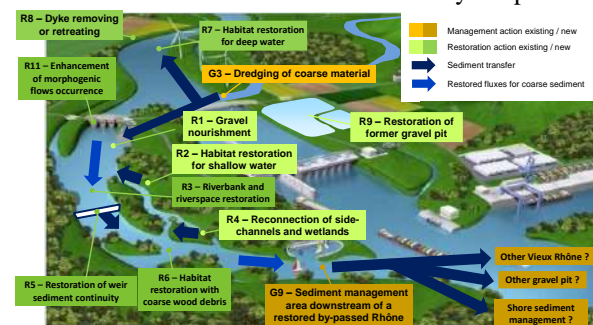 R8 – Dyke removing
or retreating
R7 – Habitat restoration
for deep water
Management action existing / new
Restoration action existing / new
Sediment transfer
Restored fluxes for coarse sediment
R11 – Enhancement
of morphogenic
flows occurrence
G3 – Dredging of coarse material
R1 – Gravel
nourishment
R9 – Restoration of
former gravel pit
R2 – Habitat restoration
for shallow water
R3 – Riverbank and
riverspace restoration
R4 – Reconnection of side-
channels and wetlands
R5 – Restoration of weir
sediment continuity
R6 – Habitat
restoration with
coarse wood debris
G9 – Sediment management
area downstream of a
restored by-passed Rhône
Other Vieux Rhône ?
Other gravel pit ?
Shore sediment
management ?